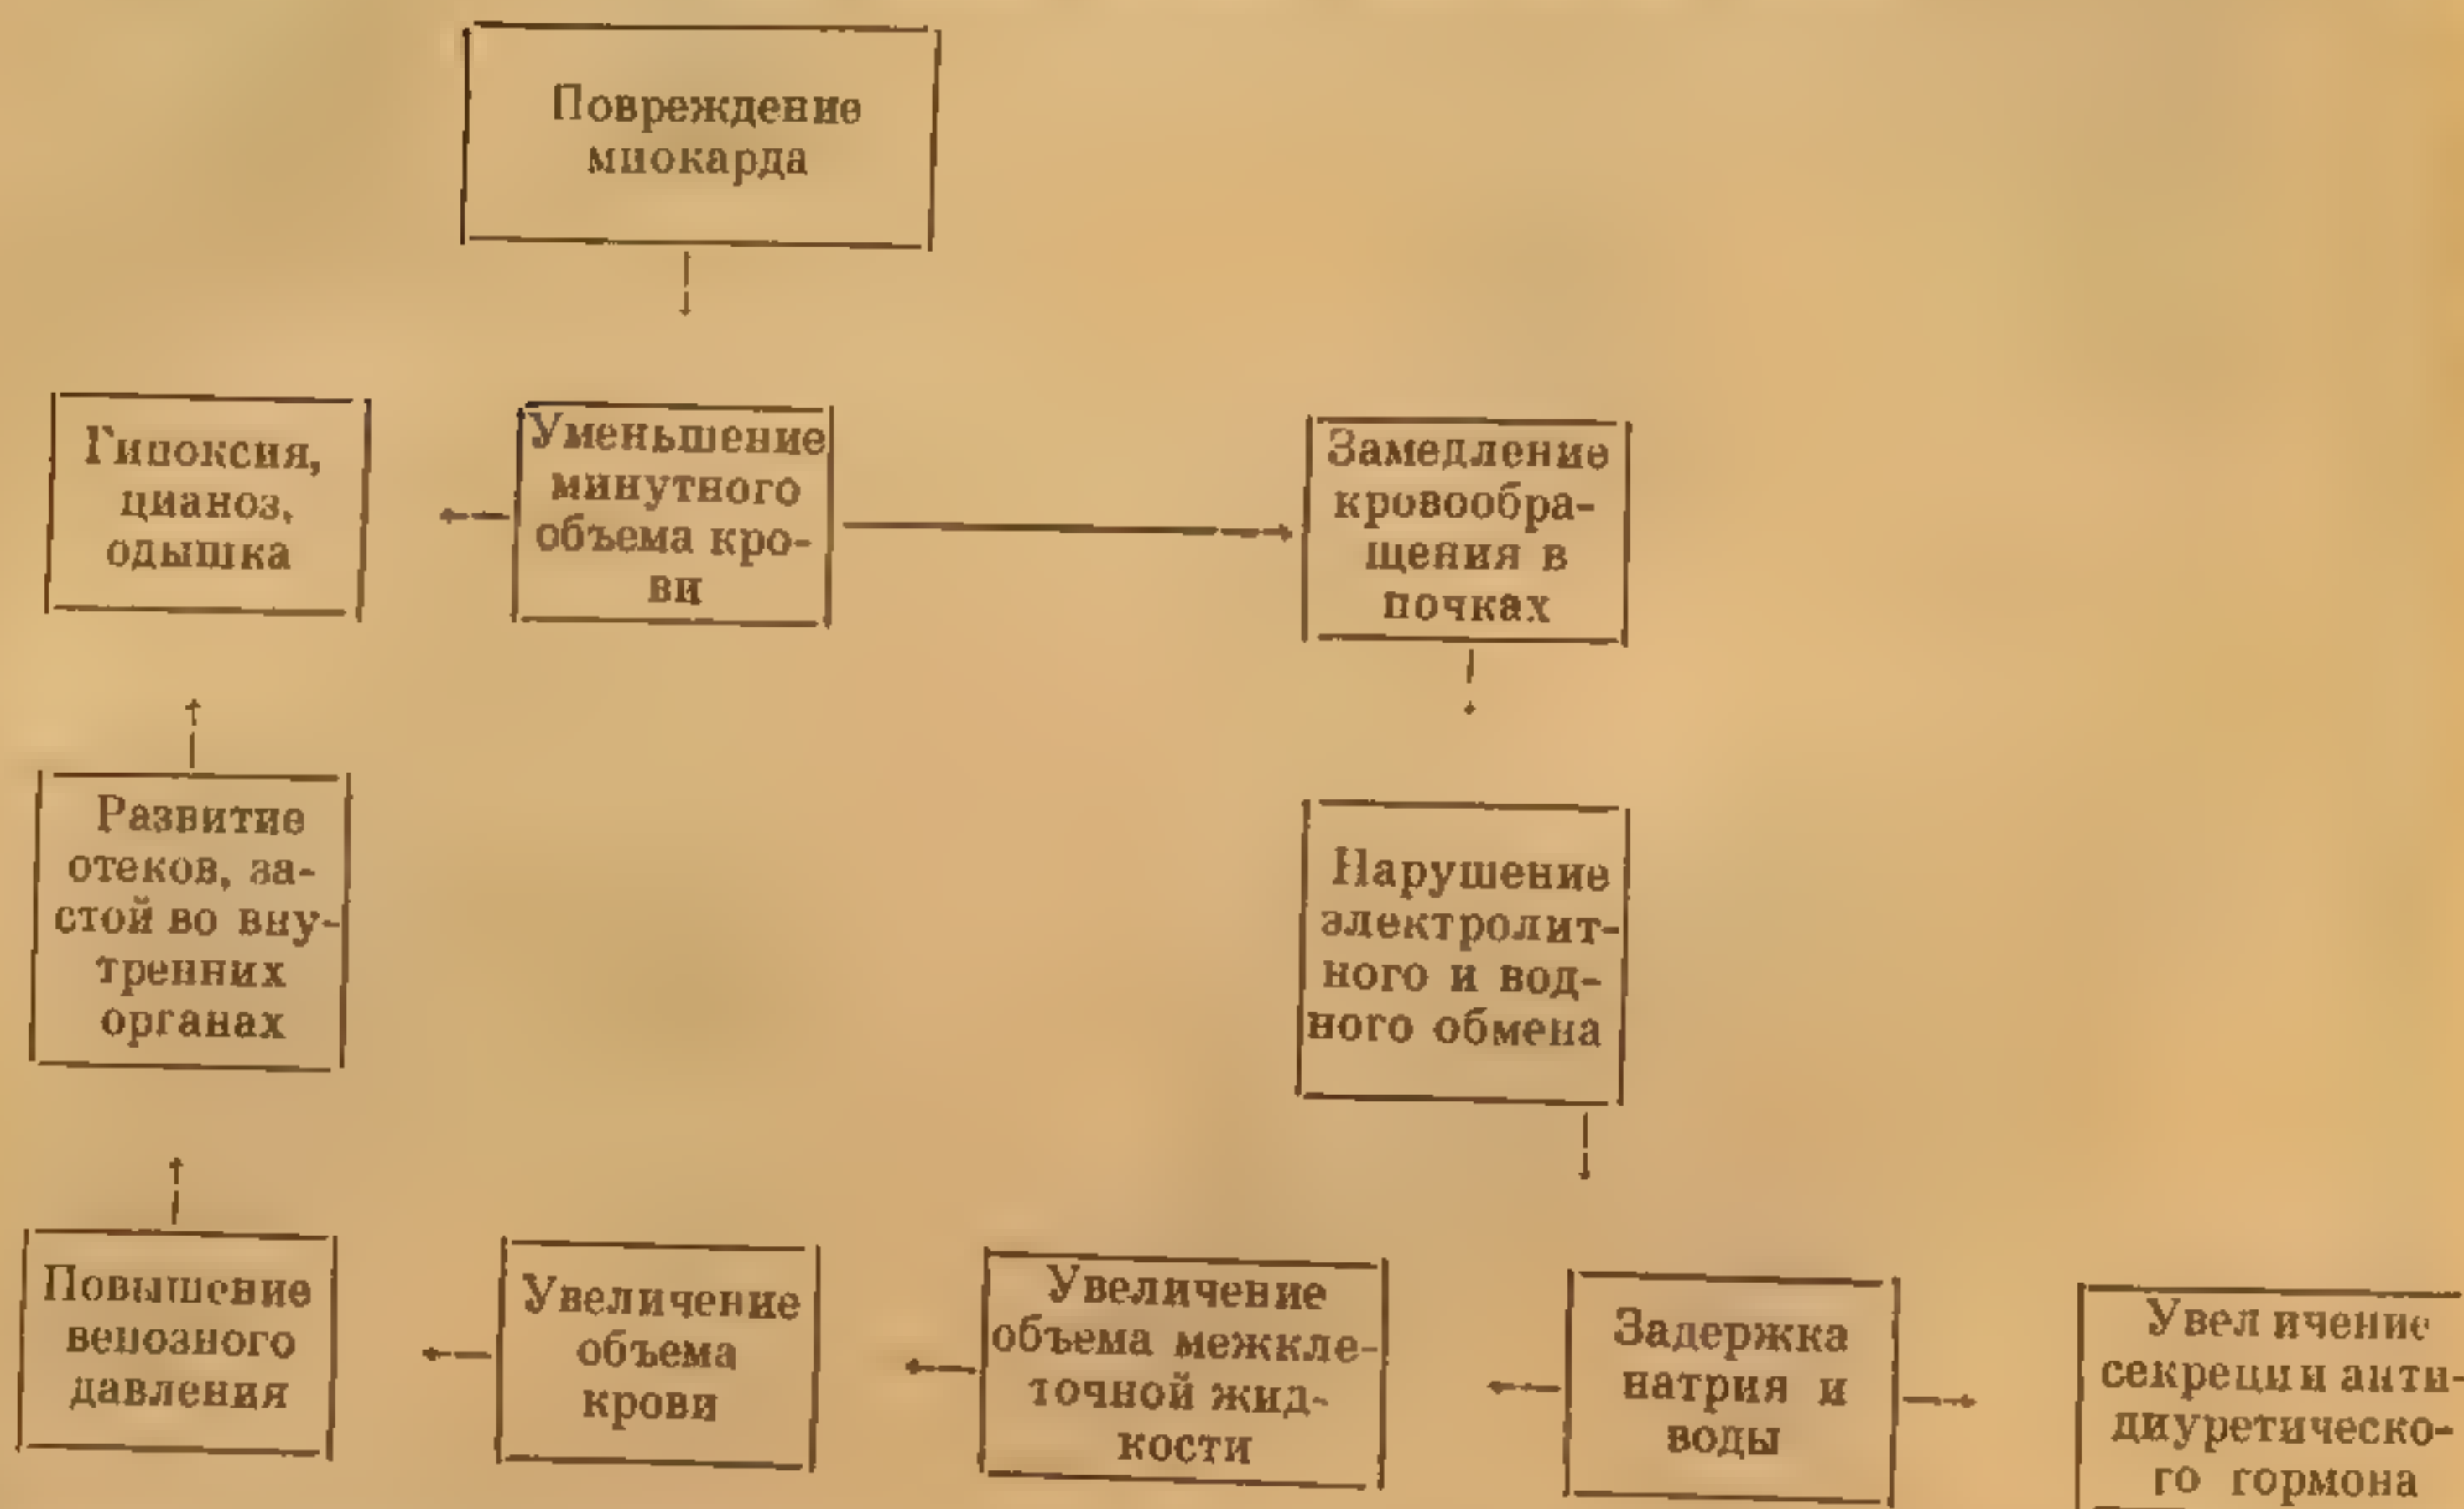 Повреждение
миокарда
Гипоксия,
цианоз,
одышка
Уменьшение
минутного
объема кро-
ви
Замедление
кровообра-
щения в
почках
Развитие
отеков, за-
стой во вну-
тренних
органах
Нарушение
электролит-
ного и вод-
ного обмена
Повышение
венозного
давления
Увеличение
объема
крови
Увеличение
объема межкле-
точной жид-
кости
Задержка
натрия и
воды
Увеличение
секреции анти-
диуретическо-
го гормона